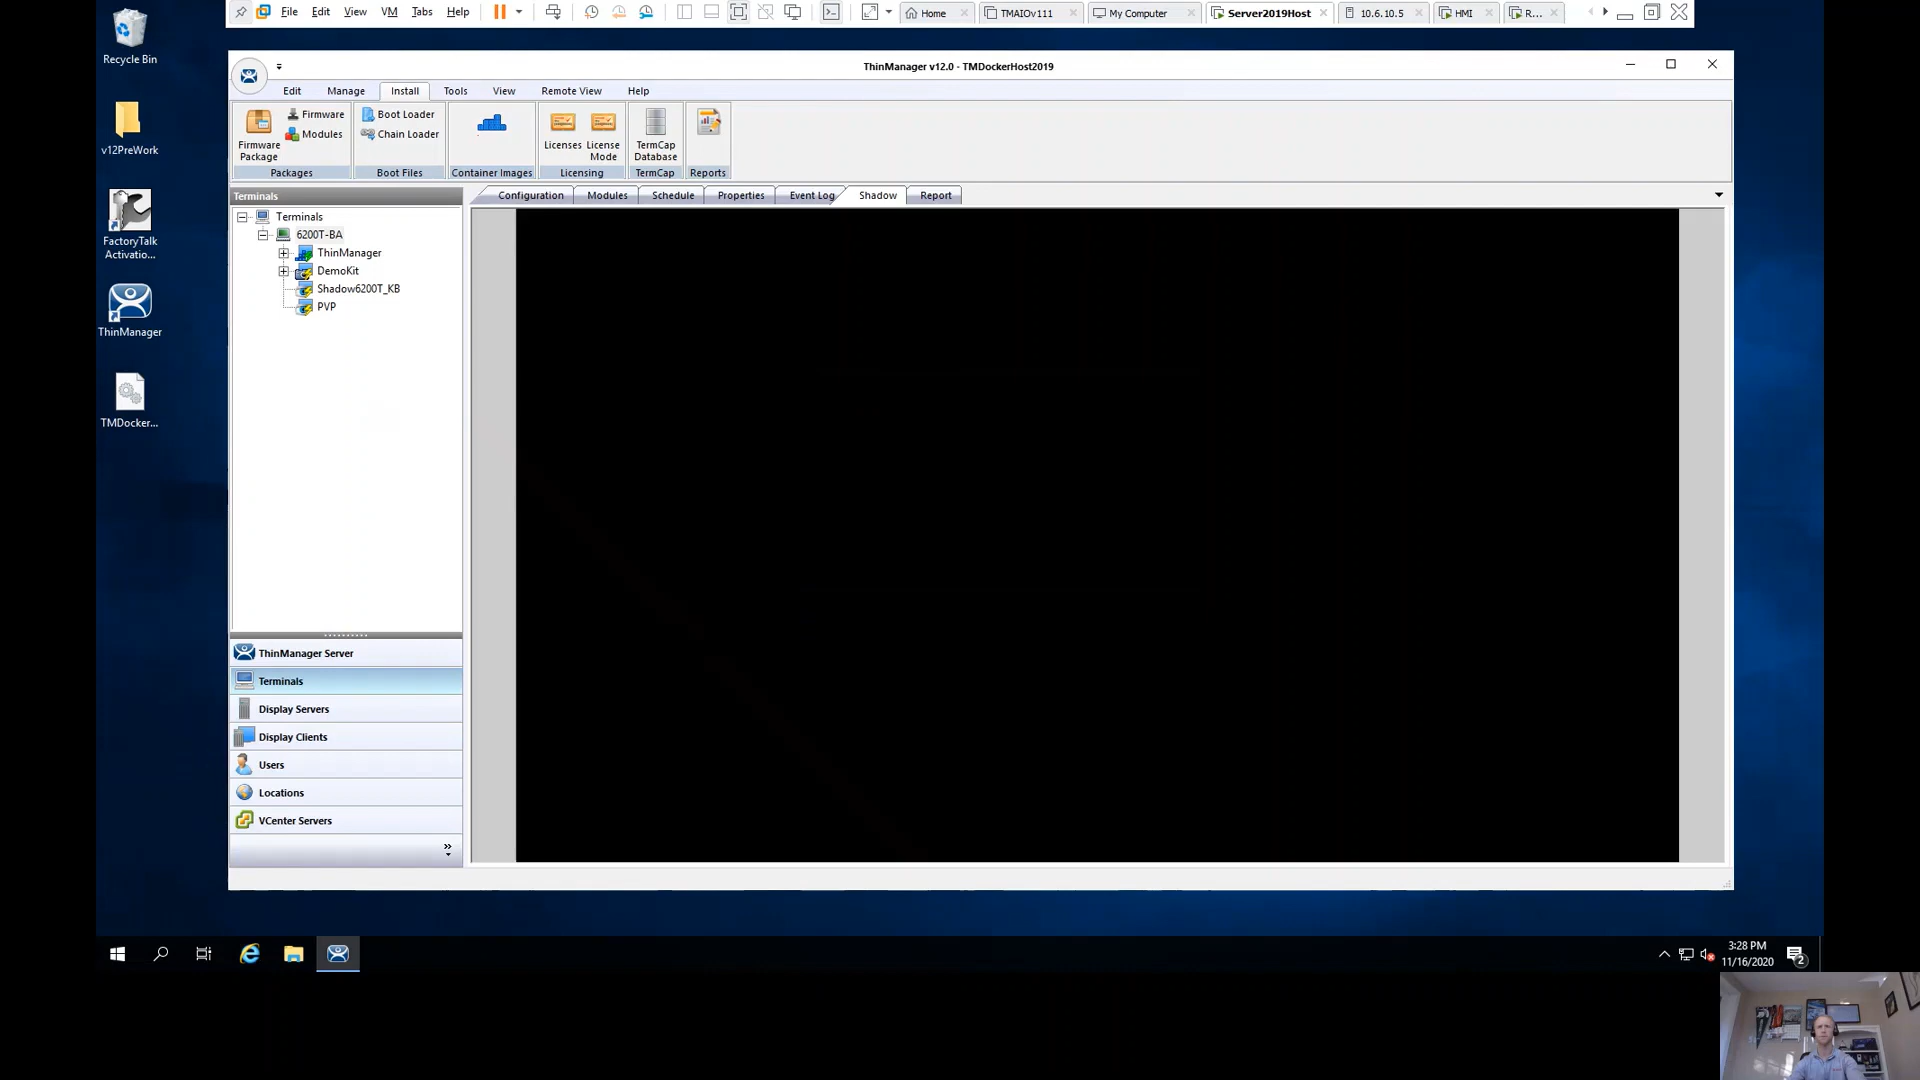 Recycle Bin
v12PreWork
FactoryTalk
Activatio...
ThinManager
TMDocker...
File Edit View VM Tabs Help
Home
TMAIOv111
My Computer
Server2019Host
10.6.10.5
HMI
R...
ThinManager v12.0 - TMDockerHost2019
Edit Manage Install Tools View Remote View Help
Firmware
Package
Firmware
Modules
Packages
Boot Loader
Chain Loader
Boot Files
Container Images
Licenses
License
Mode
Licensing
TermCap
Database
TermCap
Reports
Terminals
Terminals
6200T-BA
ThinManager
DemoKit
Shadow6200T_KB
PVP
Configuration Modules Schedule Properties Event Log Shadow Report
ThinManager Server
Terminals
Display Servers
Display Clients
Users
Locations
VCenter Servers
3:28 PM
11/16/2020
2